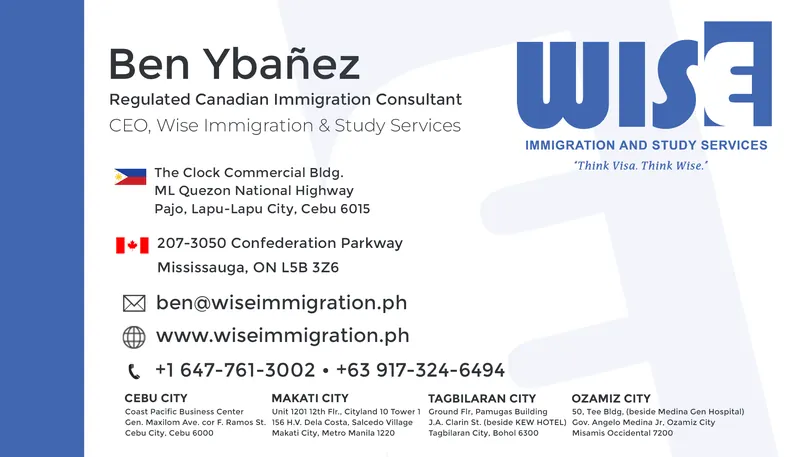 Ben Ybañez
Regulated Canadian Immigration Consultant
CEO, Wise Immigration & Study Services
WISE
IMMIGRATION AND STUDY SERVICES
"Think Visa. Think Wise."
The Clock Commercial Bldg.
ML Quezon National Highway
Pajo, Lapu-Lapu City, Cebu 6015
207-3050 Confederation Parkway
Mississauga, ON L5B 3Z6
ben@wiseimmigration.ph
www.wiseimmigration.ph
+1 647-761-3002 • +63 917-324-6494
CEBU CITY
Coast Pacific Business Center
Gen. Maxilom Ave. cor F. Ramos St.
Cebu City, Cebu 6000
MAKATI CITY
Unit 1201 12th Flr., Cityland 10 Tower 1
156 H.V. Dela Costa, Salcedo Village
Makati City, Metro Manila 1220
TAGBILARAN CITY
Ground Flr, Pamugas Building
J.A. Clarin St. (beside KEW HOTEL)
Tagbilaran City, Bohol 6300
OZAMIZ CITY
50, Tee Bldg, (beside Medina Gen Hospital)
Gov. Angelo Medina Jr, Ozamiz City
Misamis Occidental 7200